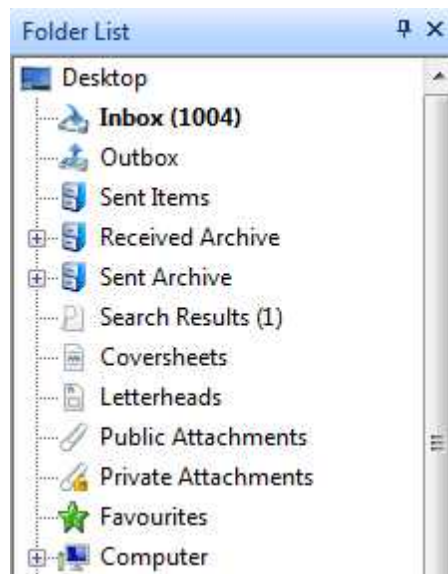 Folder List
Desktop
Inbox (1004)
Outbox
Sent Items
Received Archive
Sent Archive
Search Results (1)
Coversheets
Letterheads
Public Attachments
Private Attachments
Favourites
Computer